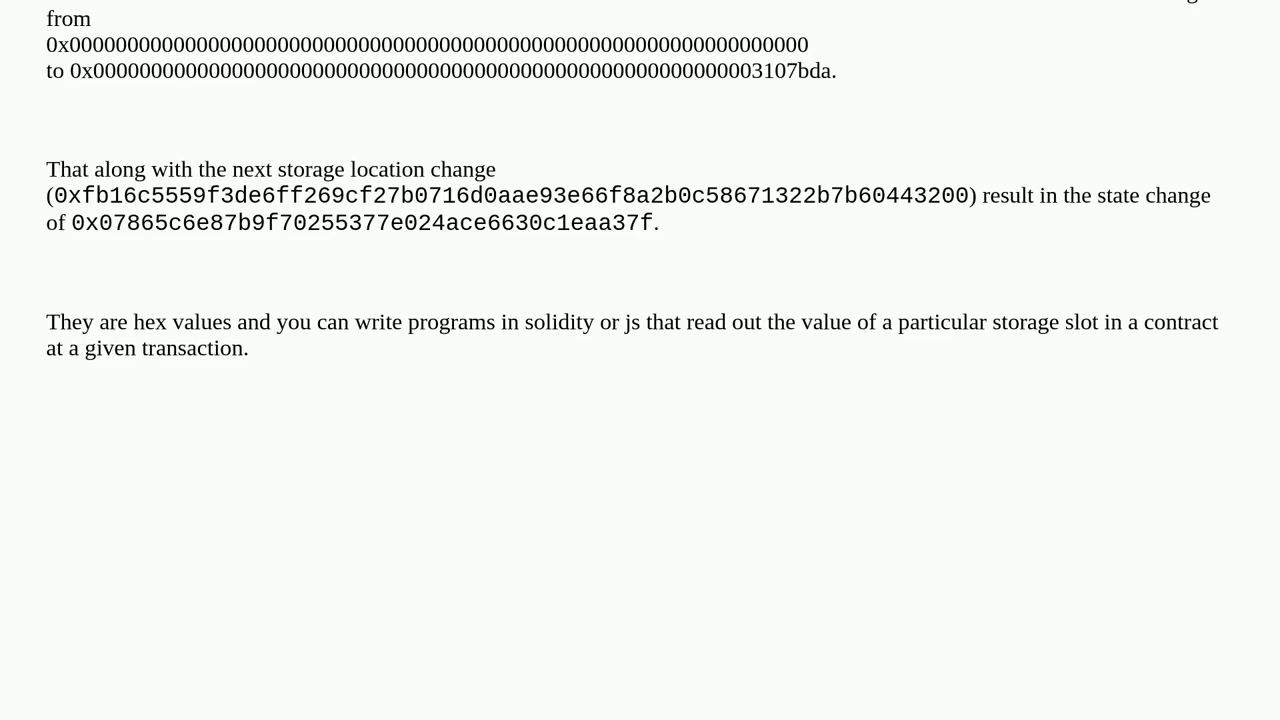 from
0x0000000000000000000000000000000000000000000000000000000000000000
to 0x0000000000000000000000000000000000000000000000000000000003107bda.
That along with the next storage location change
(0xfb16c5559f3de6ff269cf27b0716d0aae93e66f8a2b0c58671322b7b60443200) result in the state change
of 0x07865c6e87b9f70255377e024ace6630c1eaa37f.
They are hex values and you can write programs in solidity or js that read out the value of a particular storage slot in a contract
at a given transaction.